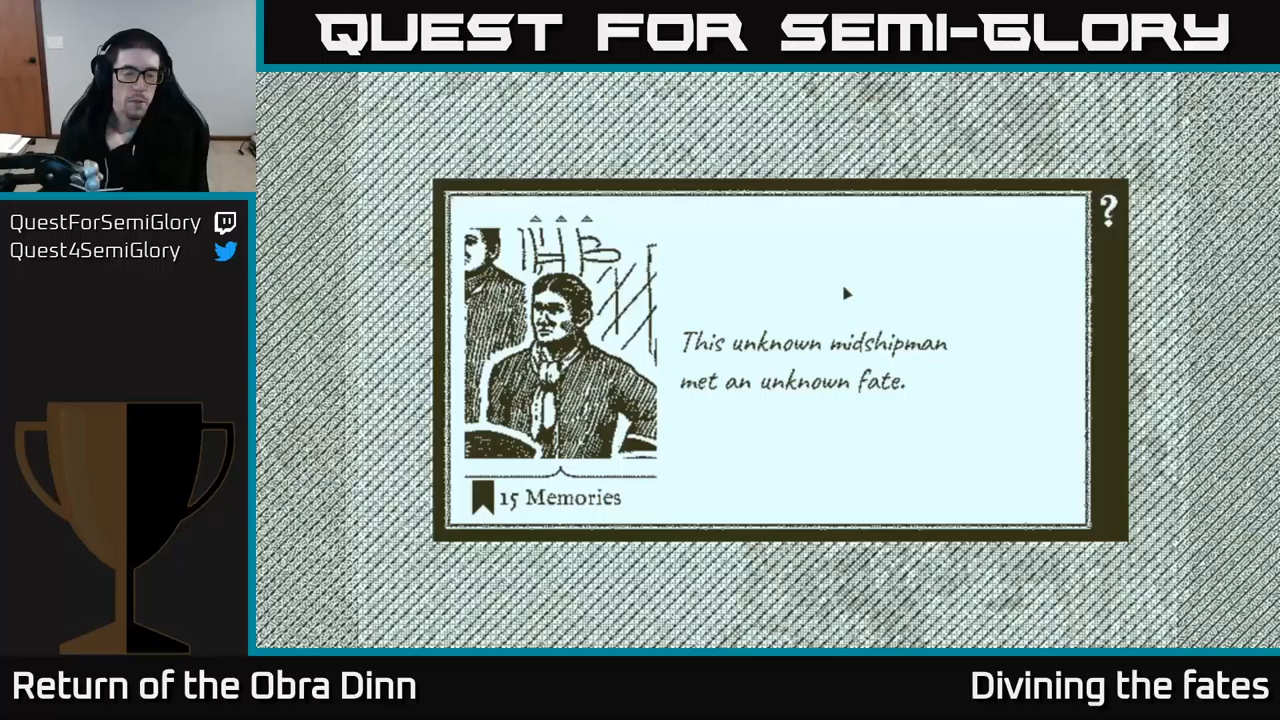 QUEST FOR SEMI-GLORY
QuestForSemiGlory
Quest4SemiGlory
?
This unknown midshipman
met an unknown fate.
15 Memories
Return of the Obra Dinn
Divining the fates